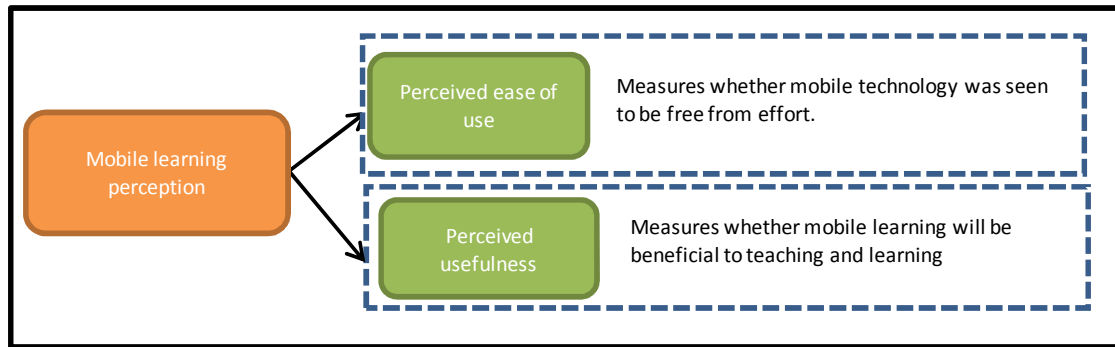 Mobile learning
perception
Perceived ease of
use
Measures whether mobile technology was seen
to be free from effort.
Perceived
usefulness
Measures whether mobile learning will be
beneficial to teaching and learning